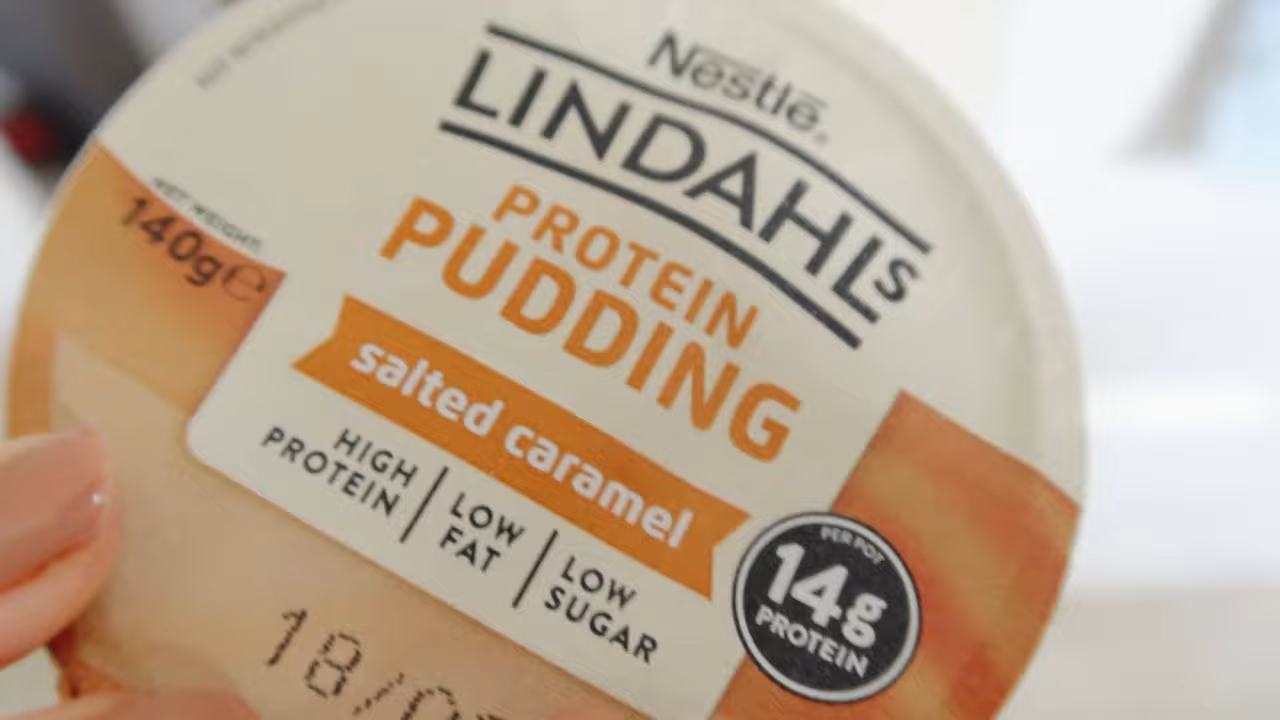 Nestlé
LINDAHLS
PROTEIN
PUDDING
salted caramel
HIGH
PROTEIN
LOW
FAT
LOW
SUGAR
NET WEIGHT:
140g℮
PER POT
14g
PROTEIN
18/0